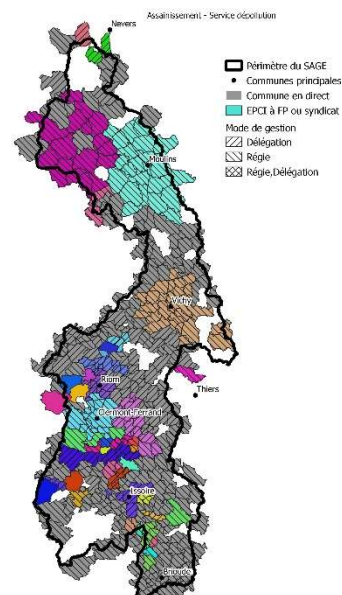 Assainissement - Service dépollution
Nevers
Périmètre du SAGE
Communes principales
Commune en direct
EPCI à FP ou syndicat
Mode de gestion
Délégation
Régie
Régie,Délégation
Moulins
Vichy
Riom
Thiers
Clermont-Ferrand
Issoire
Brioude